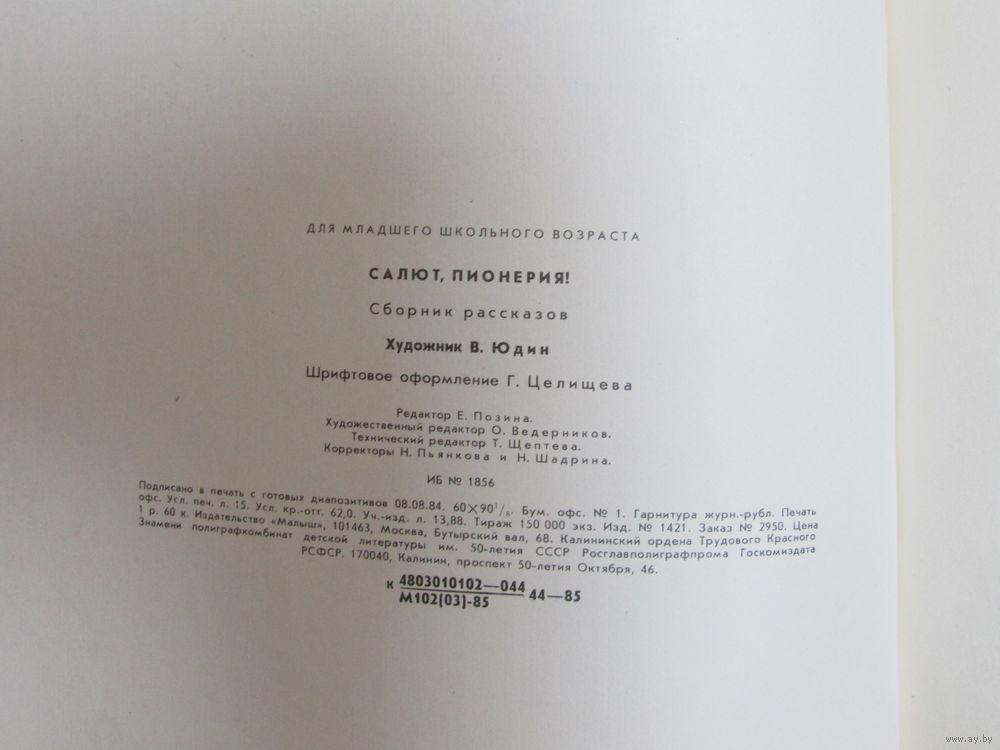 ДЛЯ МЛАДШЕГО ШКОЛЬНОГО ВОЗРАСТА
САЛЮТ, ПИОНЕРИЯ!
Сборник рассказов
Художник В. Юдин
Шрифтовое оформление Г. Целищева
Редактор Е. Позина.
Художественный редактор О. Ведерников.
Технический редактор Т. Щептева.
Корректоры Н. Пьянкова и Н. Шадрина.
ИБ № 1856
Подписано в печать с готовых диапозитивов 08.08.84. 60×90¹/₈. Бум. офс. № 1. Гарнитура журн.-рубл. Печать
офс. Усл. печ. л. 15. Усл. кр.-отт. 62,0. Уч.-изд. л. 13,88. Тираж 150 000 экз. Изд. № 1421. Заказ № 2950. Цена
1 р. 60 к. Издательство «Малыш», 101463, Москва, Бутырский вал, 68. Калининский ордена Трудового Красного
Знамени полиграфкомбинат детской литературы им. 50-летия СССР Росглавполиграфпрома Госкомиздата
РСФСР. 170040, Калинин, проспект 50-летия Октября, 46.
К 4803010102—044 44—85
М102(03)-85
www.ay.by